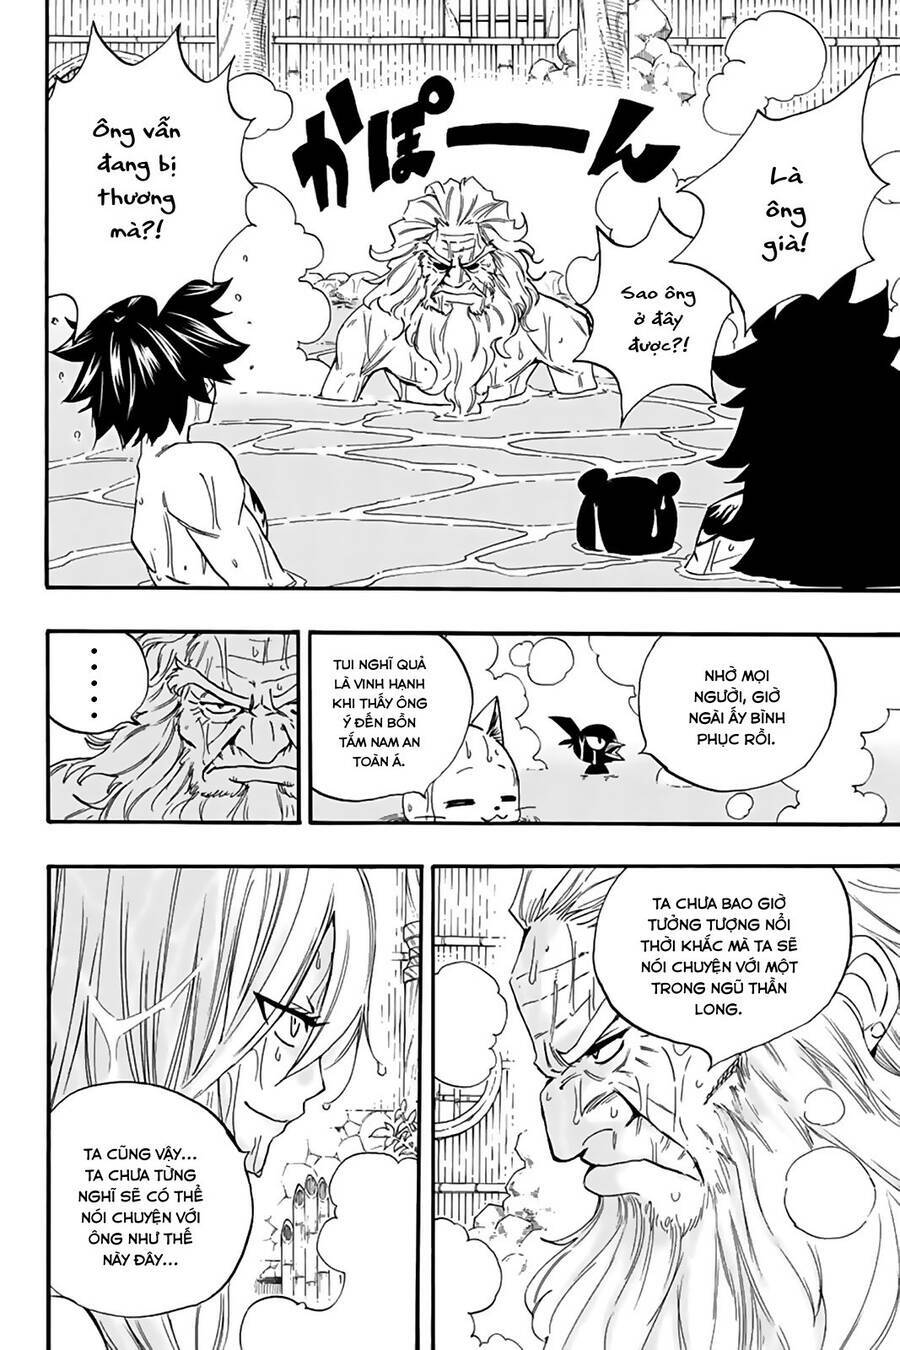 Là
ông
già!
Sao ông
ở đây
được?!
かぽーん
Ông vẫn
đang bị
thương
mà?!
NHỜ MỌI
NGƯỜI, GIỜ
NGÀI ẤY BÌNH
PHỤC RỒI.
TUI NGHĨ QUẢ
LÀ VINH HẠNH
KHI THẤY ÔNG
Ý ĐẾN BỒN
TẮM NAM AN
TOÀN Á.
......
TA CHƯA BAO GIỜ
TƯỞNG TƯỢNG NỔI
THỜI KHẮC MÀ TA SẼ
NÓI CHUYỆN VỚI MỘT
TRONG NGŨ THẦN
LONG.
TA CŨNG VẬY...
TA CHƯA TỪNG
NGHĨ SẼ CÓ THỂ
NÓI CHUYỆN VỚI
ÔNG NHƯ THẾ
NÀY ĐÂY...